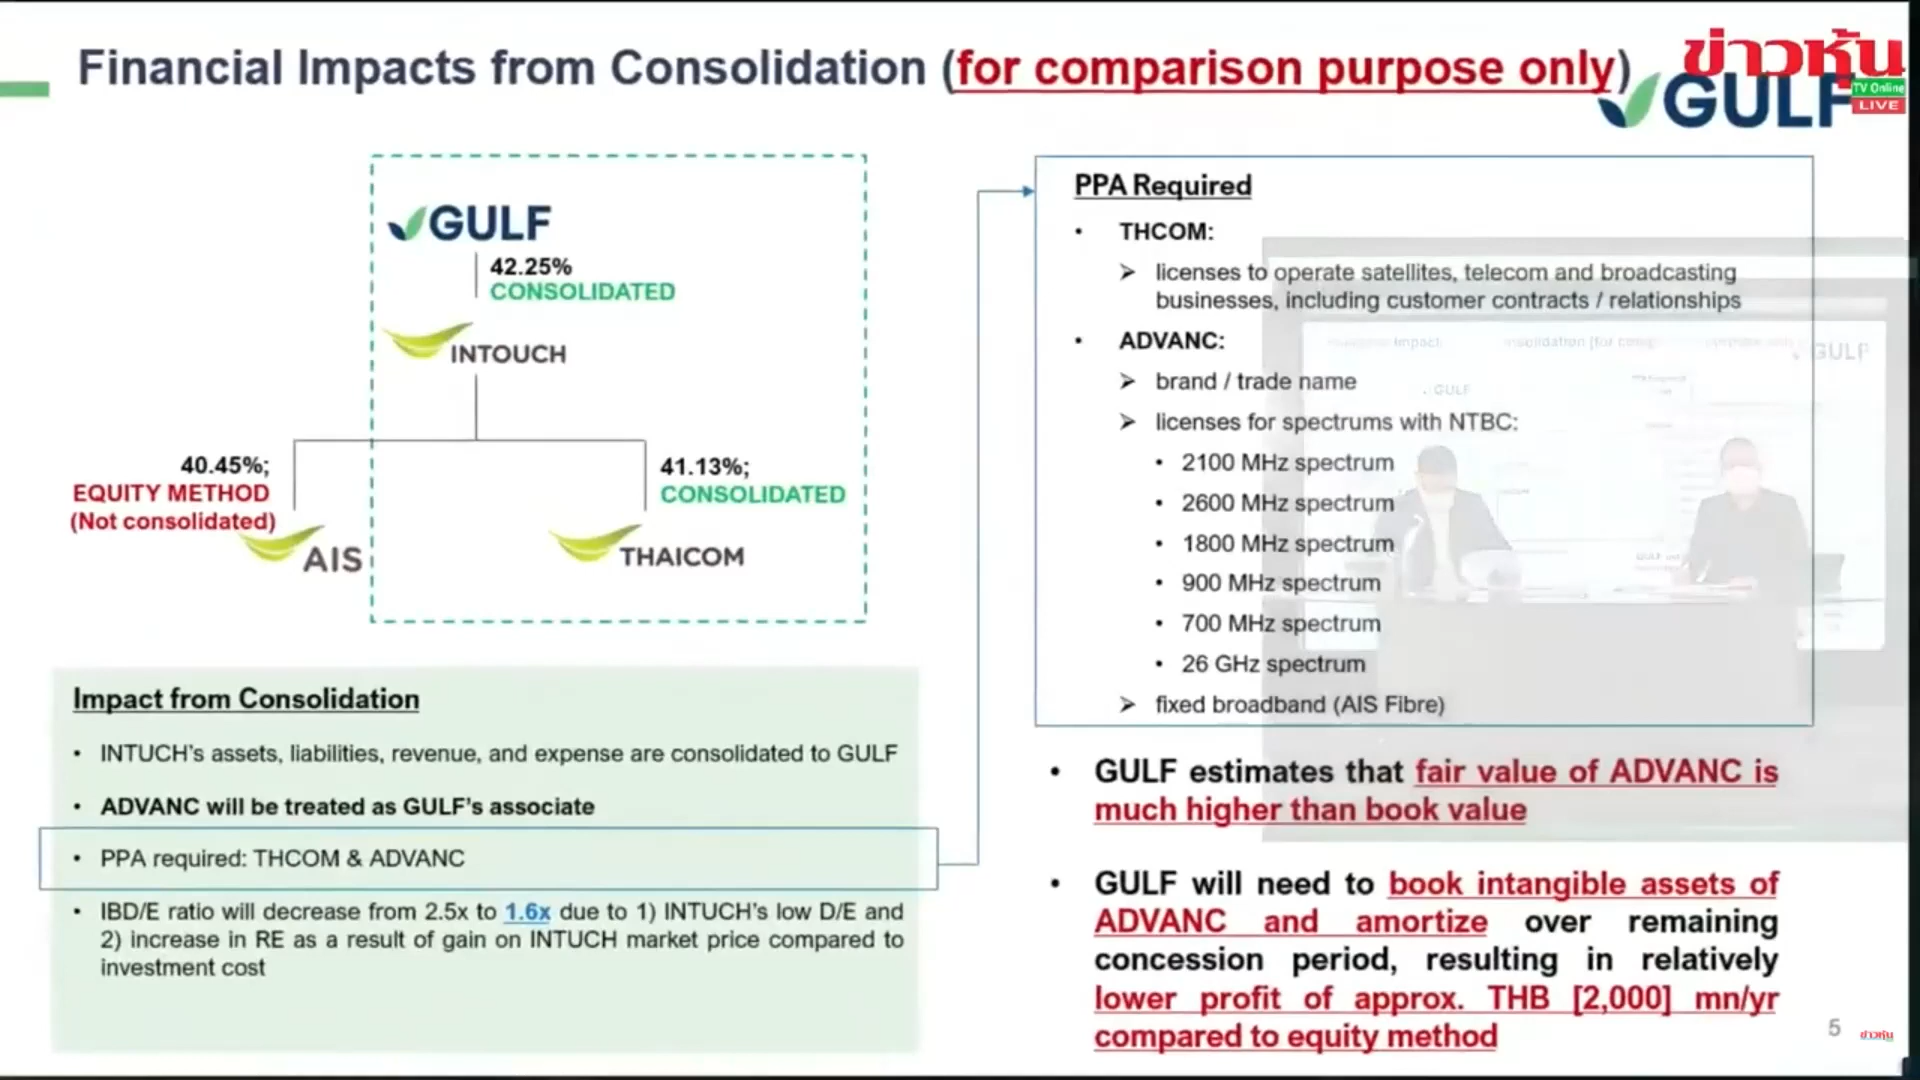 Financial Impacts from Consolidation (for comparison purpose only)
ข่าวหุ้น
TV Online
LIVE
GULF
GULF
42.25%
CONSOLIDATED
INTOUCH
40.45%;
EQUITY METHOD
(Not consolidated)
AIS
41.13%;
CONSOLIDATED
THAICOM
Impact from Consolidation
• INTUCH's assets, liabilities, revenue, and expense are consolidated to GULF
• ADVANC will be treated as GULF's associate
• PPA required: THCOM & ADVANC
• IBD/E ratio will decrease from 2.5x to 1.6x due to 1) INTUCH's low D/E and
2) increase in RE as a result of gain on INTUCH market price compared to
investment cost
PPA Required
• THCOM:
➢ licenses to operate satellites, telecom and broadcasting
businesses, including customer contracts / relationships
• ADVANC:
➢ brand / trade name
➢ licenses for spectrums with NTBC:
• 2100 MHz spectrum
• 2600 MHz spectrum
• 1800 MHz spectrum
• 900 MHz spectrum
• 700 MHz spectrum
• 26 GHz spectrum
➢ fixed broadband (AIS Fibre)
GULF
GULF
• GULF estimates that fair value of ADVANC is
much higher than book value
• GULF will need to book intangible assets of
ADVANC and amortize over remaining
concession period, resulting in relatively
lower profit of approx. THB [2,000] mn/yr
compared to equity method
5
ข่าวหุ้น